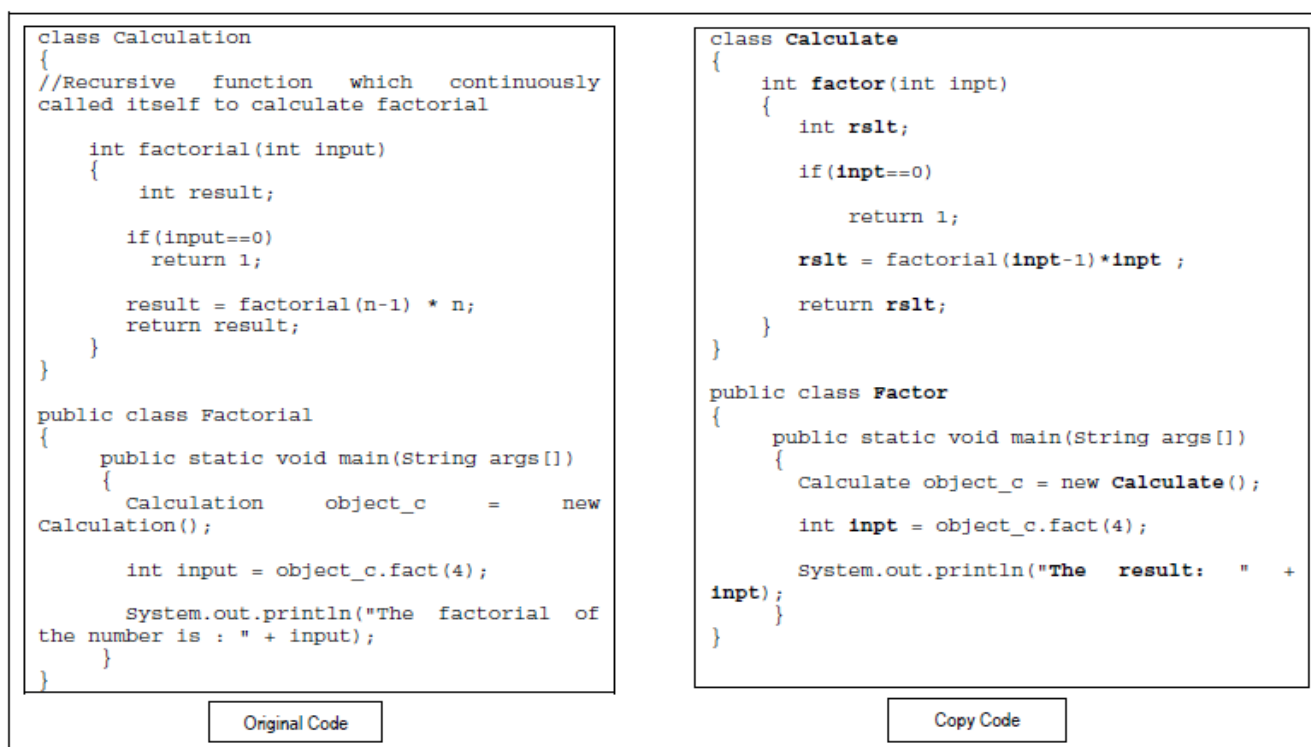 class Calculation
{
//Recursive function which continuously
called itself to calculate factorial
int factorial(int input)
{
int result;
if(input==0)
return 1;
result = factorial(n-1) * n;
return result;
}
}
public class Factorial
{
public static void main(String args[])
{
Calculation object_c = new
Calculation();
int input = object_c.fact(4);
System.out.println("The factorial of
the number is : " + input);
}
}
Original Code
class Calculate
{
int factor(int inpt)
{
int rslt;
if(inpt==0)
return 1;
rslt = factorial(inpt-1)*inpt ;
return rslt;
}
}
public class Factor
{
public static void main(String args[])
{
Calculate object_c = new Calculate();
int inpt = object_c.fact(4);
System.out.println("The result: " +
inpt);
}
}
Copy Code